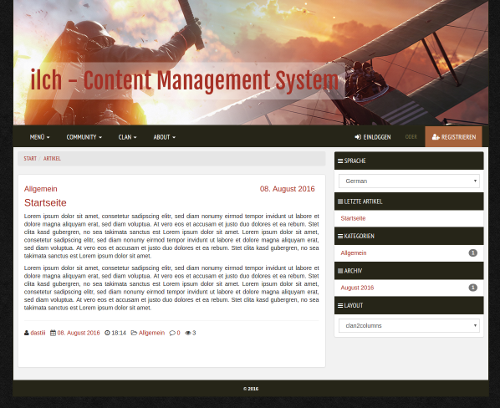 ilch - Content Management System
MENÜ COMMUNITY CLAN ABOUT EINLOGGEN ODER REGISTRIEREN
START ARTIKEL
Allgemein 08. August 2016
Startseite
Lorem ipsum dolor sit amet, consetetur sadipscing elitr, sed diam nonumy eirmod tempor invidunt ut labore et
dolore magna aliquyam erat, sed diam voluptua. At vero eos et accusam et justo duo dolores et ea rebum. Stet
clita kasd gubergren, no sea takimata sanctus est Lorem ipsum dolor sit amet. Lorem ipsum dolor sit amet,
consetetur sadipscing elitr, sed diam nonumy eirmod tempor invidunt ut labore et dolore magna aliquyam erat,
sed diam voluptua. At vero eos et accusam et justo duo dolores et ea rebum. Stet clita kasd gubergren, no sea
takimata sanctus est Lorem ipsum dolor sit amet.
Lorem ipsum dolor sit amet, consetetur sadipscing elitr, sed diam nonumy eirmod tempor invidunt ut labore et
dolore magna aliquyam erat, sed diam voluptua. At vero eos et accusam et justo duo dolores et ea rebum. Stet
clita kasd gubergren, no sea takimata sanctus est Lorem ipsum dolor sit amet. Lorem ipsum dolor sit amet,
consetetur sadipscing elitr, sed diam nonumy eirmod tempor invidunt ut labore et dolore magna aliquyam erat,
sed diam voluptua. At vero eos et accusam et justo duo dolores et ea rebum. Stet clita kasd gubergren, no sea
takimata sanctus est Lorem ipsum dolor sit amet.
dastii 08. August 2016 18:14 Allgemein 0 3
SPRACHE
German
LETZTE ARTIKEL
Startseite
KATEGORIEN
Allgemein 1
ARCHIV
August 2016 1
LAYOUT
clan2columns
© 2016